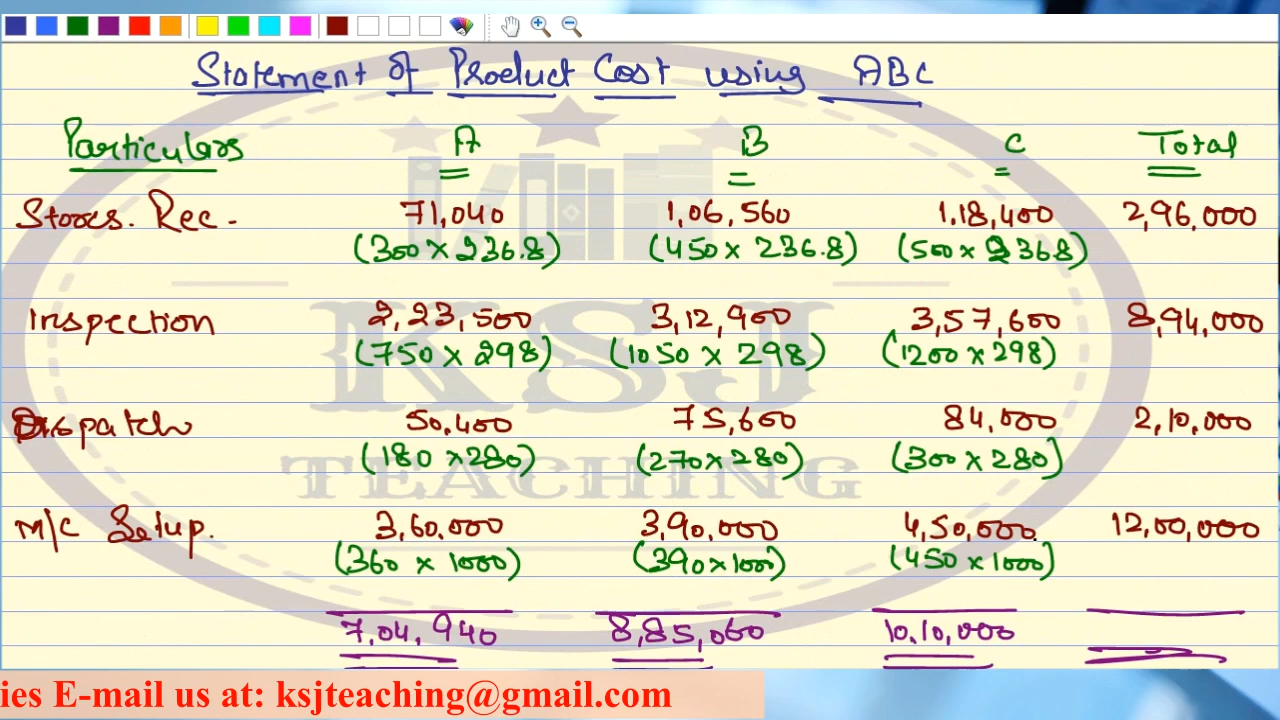 Statement of Product Cost using ABC
Particulars A B C Total
Stores. Rec. 71,040 1,06,560 1,18,400 2,96,000
(300 × 236.8) (450 × 236.8) (500 × 236.8)
Inspection 2,23,500 3,12,900 3,57,600 8,94,000
(750 × 298) (1050 × 298) (1200 × 298)
Dispatch 50,400 75,600 84,000 2,10,000
(180 × 280) (270 × 280) (300 × 280)
M/C Setup. 3,60,000 3,90,000 4,50,000 12,00,000
(360 × 1000) (390 × 1000) (450 × 1000)
7,04,940 8,85,060 10,10,000
KSJ
TEACHING
ies E-mail us at: ksjteaching@gmail.com